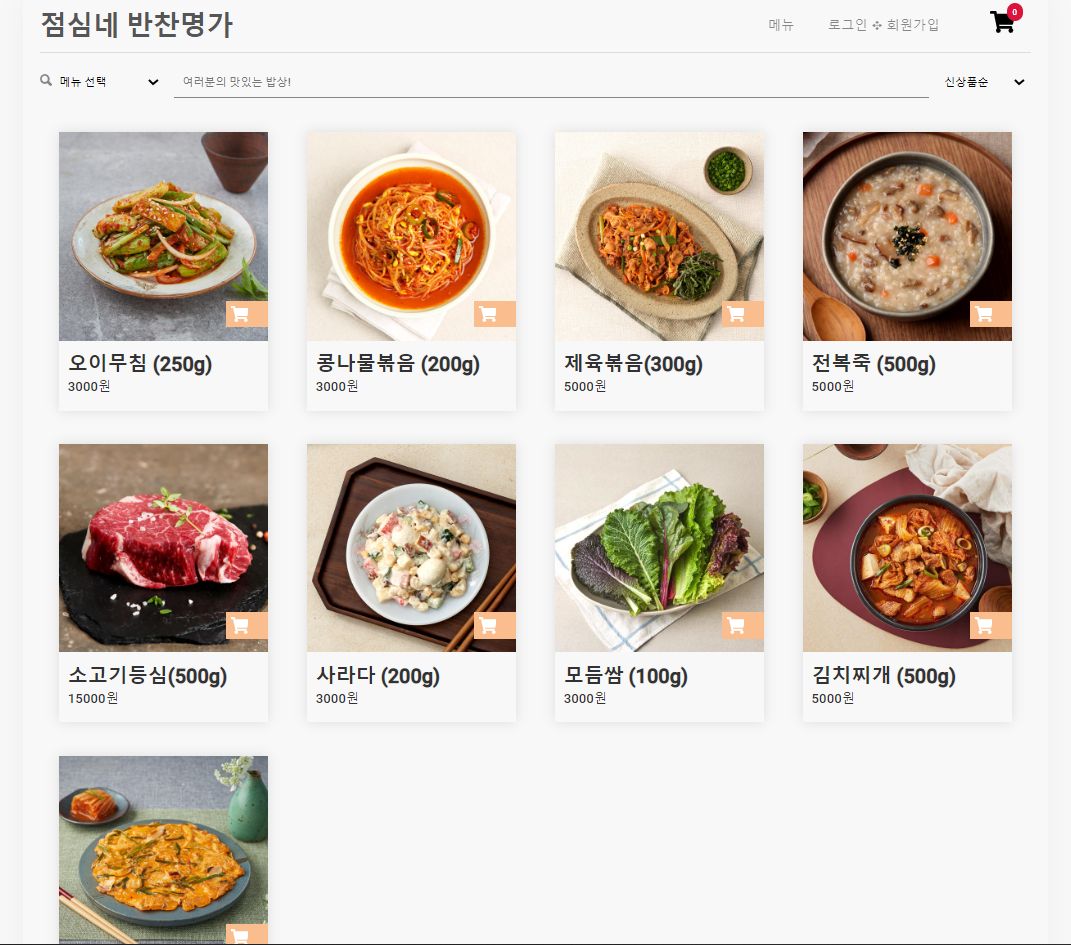 점심네 반찬명가
메뉴 로그인 ✣ 회원가입 0
메뉴 선택 여러분의 맛있는 밥상! 신상품순
오이무침 (250g)
3000원
콩나물볶음 (200g)
3000원
제육볶음(300g)
5000원
전복죽 (500g)
5000원
소고기등심(500g)
15000원
사라다 (200g)
3000원
모듬쌈 (100g)
3000원
김치찌개 (500g)
5000원